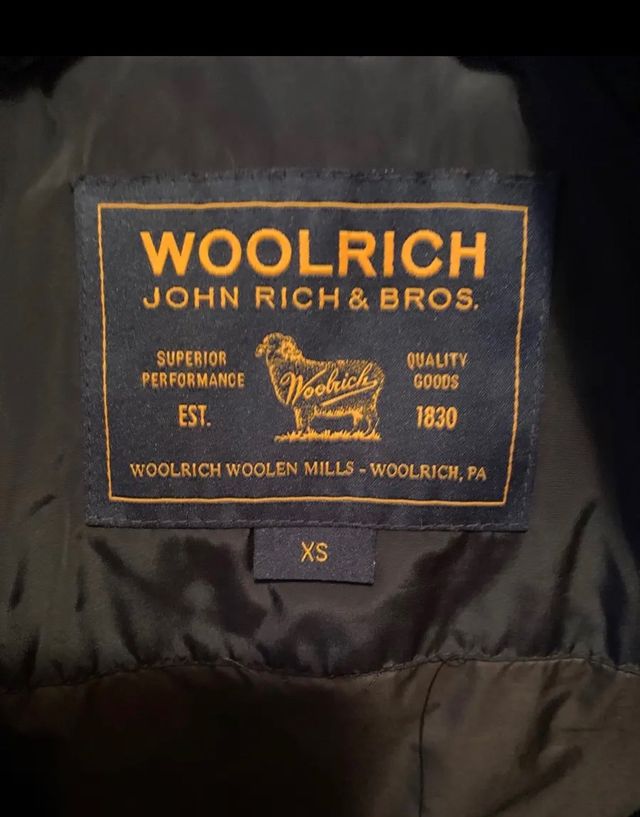 WOOLRICH
JOHN RICH & BROS.
SUPERIOR
PERFORMANCE
EST.
Woolrich
QUALITY
GOODS
1830
WOOLRICH WOOLEN MILLS - WOOLRICH, PA
XS